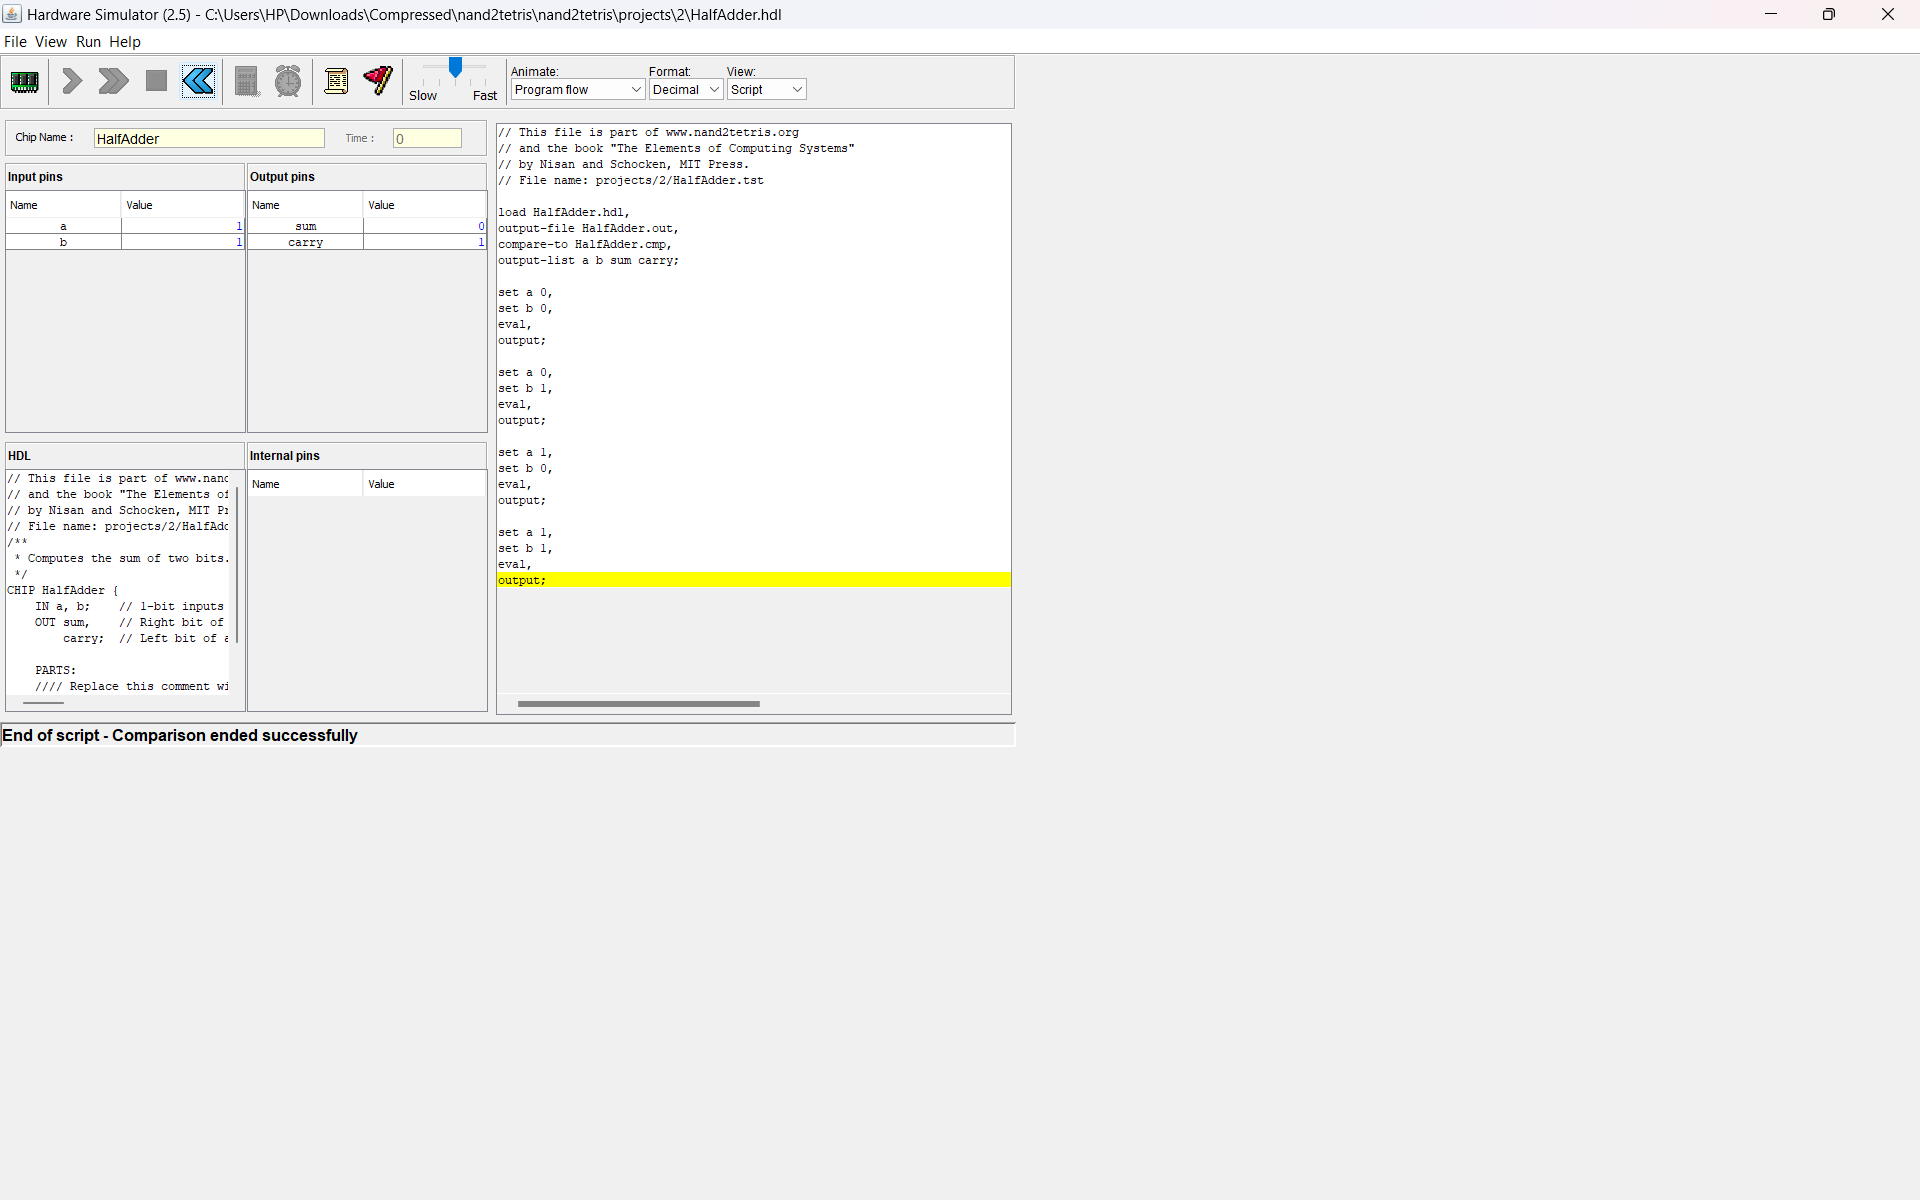 Hardware Simulator (2.5) - C:\Users\HP\Downloads\Compressed\nand2tetris\nand2tetris\projects\2\HalfAdder.hdl
File View Run Help
Slow Fast
Animate: Format: View:
Program flow Decimal Script
Chip Name : HalfAdder Time : 0
Input pins
Name Value
a 1
b 1
Output pins
Name Value
sum 0
carry 1
HDL
// This file is part of www.nand
// and the book "The Elements of
// by Nisan and Schocken, MIT Pr
// File name: projects/2/HalfAdd
/**
* Computes the sum of two bits.
*/
CHIP HalfAdder {
IN a, b; // 1-bit inputs
OUT sum, // Right bit of
carry; // Left bit of a
PARTS:
//// Replace this comment wi
Internal pins
Name Value
// This file is part of www.nand2tetris.org
// and the book "The Elements of Computing Systems"
// by Nisan and Schocken, MIT Press.
// File name: projects/2/HalfAdder.tst
load HalfAdder.hdl,
output-file HalfAdder.out,
compare-to HalfAdder.cmp,
output-list a b sum carry;
set a 0,
set b 0,
eval,
output;
set a 0,
set b 1,
eval,
output;
set a 1,
set b 0,
eval,
output;
set a 1,
set b 1,
eval,
output;
End of script - Comparison ended successfully